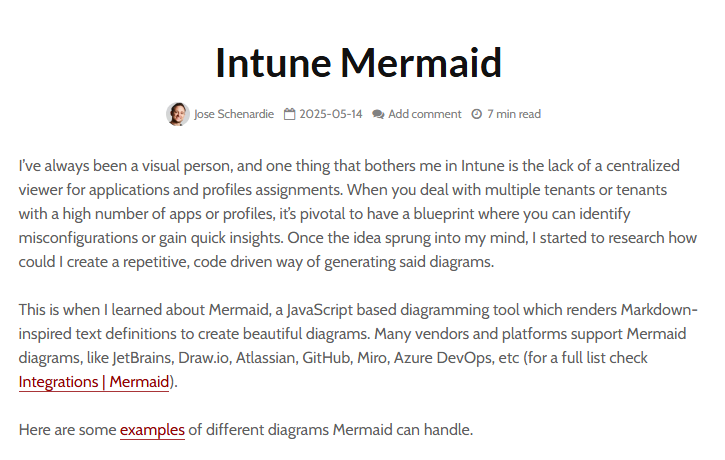 Intune Mermaid
Jose Schenardie 2025-05-14 Add comment 7 min read
I've always been a visual person, and one thing that bothers me in Intune is the lack of a centralized
viewer for applications and profiles assignments. When you deal with multiple tenants or tenants
with a high number of apps or profiles, it's pivotal to have a blueprint where you can identify
misconfigurations or gain quick insights. Once the idea sprung into my mind, I started to research how
could I create a repetitive, code driven way of generating said diagrams.
This is when I learned about Mermaid, a JavaScript based diagramming tool which renders Markdown-
inspired text definitions to create beautiful diagrams. Many vendors and platforms support Mermaid
diagrams, like JetBrains, Draw.io, Atlassian, GitHub, Miro, Azure DevOps, etc (for a full list check
Integrations | Mermaid).
Here are some examples of different diagrams Mermaid can handle.